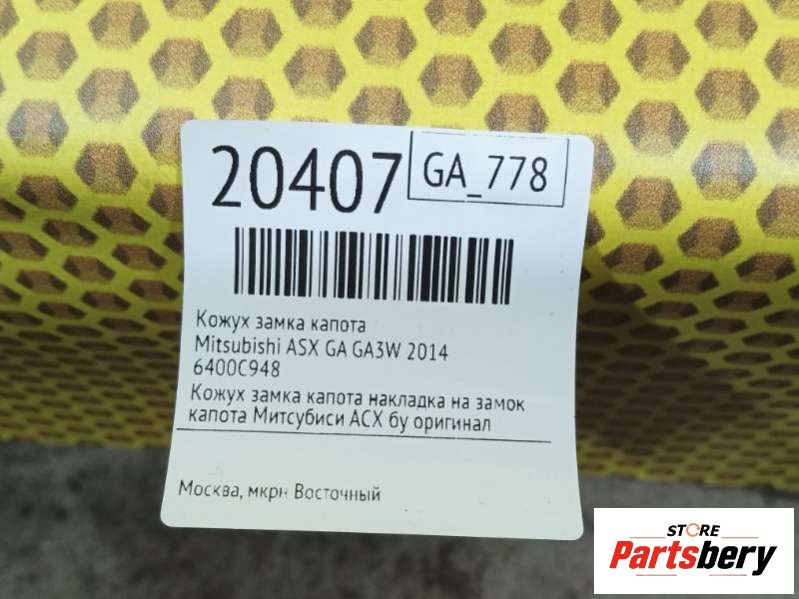 20407
GA_778
Кожух замка капота
Mitsubishi ASX GA GA3W 2014
6400C948
Кожух замка капота накладка на замок
капота Митсубиси АСХ бу оригинал
Москва, мкрн Восточный
STORE
Partsbery